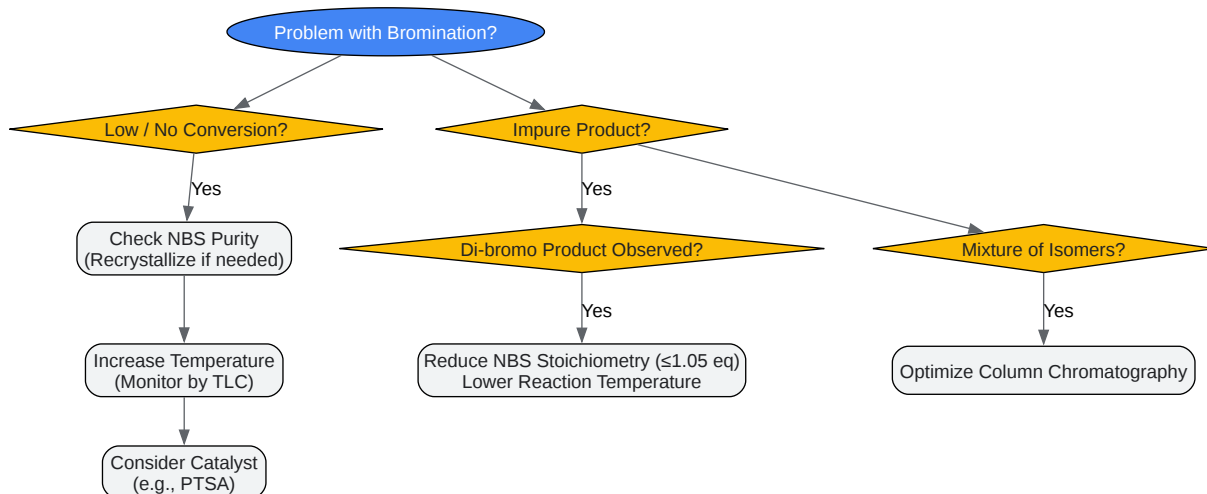 Problem with Bromination?
Low / No Conversion?
Impure Product?
Yes
Yes
Check NBS Purity
(Recrystallize if needed)
Di-bromo Product Observed?
Mixture of Isomers?
Yes
Yes
Increase Temperature
(Monitor by TLC)
Reduce NBS Stoichiometry (≤1.05 eq)
Lower Reaction Temperature
Optimize Column Chromatography
Consider Catalyst
(e.g., PTSA)